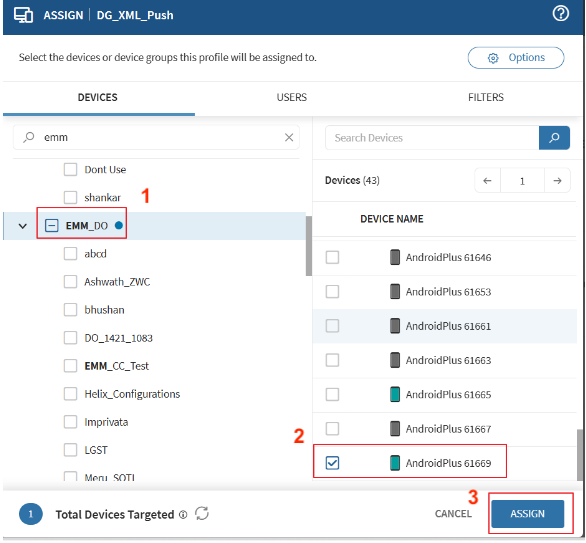 ASSIGN | DG_XML_Push
Select the devices or device groups this profile will be assigned to.
Options
DEVICES
USERS
FILTERS
emm
Dont Use
shankar
1
EMM_DO
abcd
Ashwath_ZWC
bhushan
DO_1421_1083
EMM_CC_Test
Helix_Configurations
Imprivata
LGST
Meru_SOTI
Search Devices
Devices (43)
1
DEVICE NAME
AndroidPlus 61646
AndroidPlus 61653
AndroidPlus 61661
AndroidPlus 61663
AndroidPlus 61665
AndroidPlus 61667
2
AndroidPlus 61669
1
Total Devices Targeted
CANCEL
3
ASSIGN